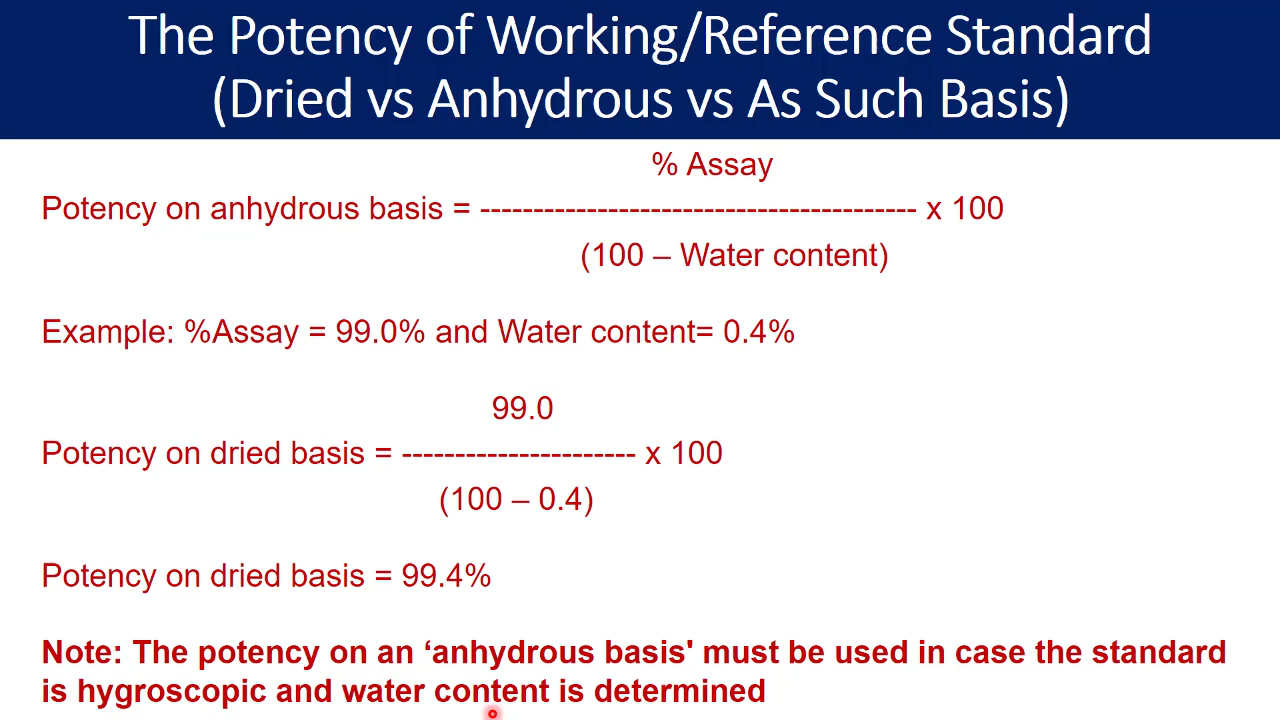 The Potency of Working/Reference Standard
(Dried vs Anhydrous vs As Such Basis)
% Assay
Potency on anhydrous basis = ----------------------------------------- x 100
(100 – Water content)
Example: %Assay = 99.0% and Water content= 0.4%
99.0
Potency on dried basis = ---------------------- x 100
(100 – 0.4)
Potency on dried basis = 99.4%
Note: The potency on an ‘anhydrous basis' must be used in case the standard
is hygroscopic and water content is determined